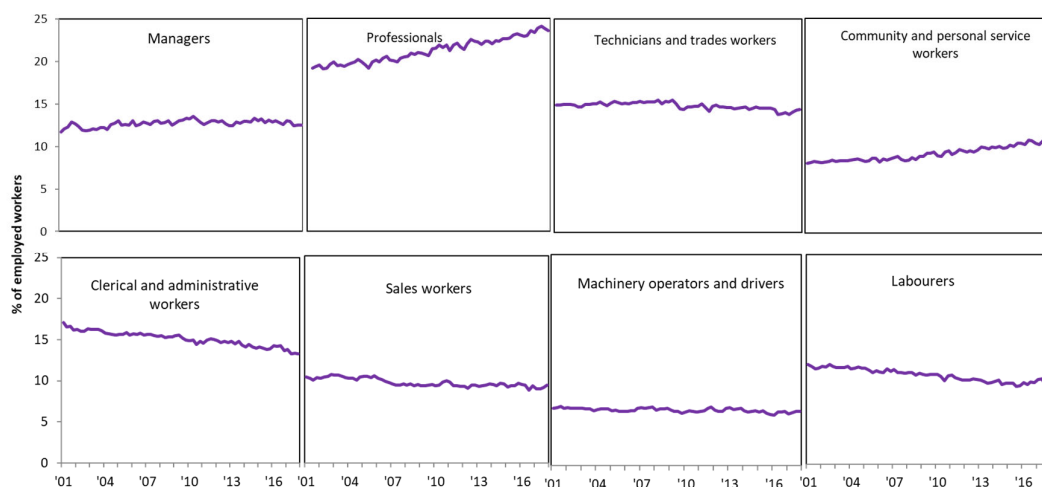 25
20
15
10
5
0
Managers
Professionals
Technicians and trades workers
Community and personal service
workers
% of employed workers
25
20
15
10
5
0
Clerical and administrative
workers
Sales workers
Machinery operators and drivers
Labourers
'01 '04 '07 '10 '13 '16
'01 '04 '07 '10 '13 '16
'01 '04 '07 '10 '13 '16
'01 '04 '07 '10 '13 '16